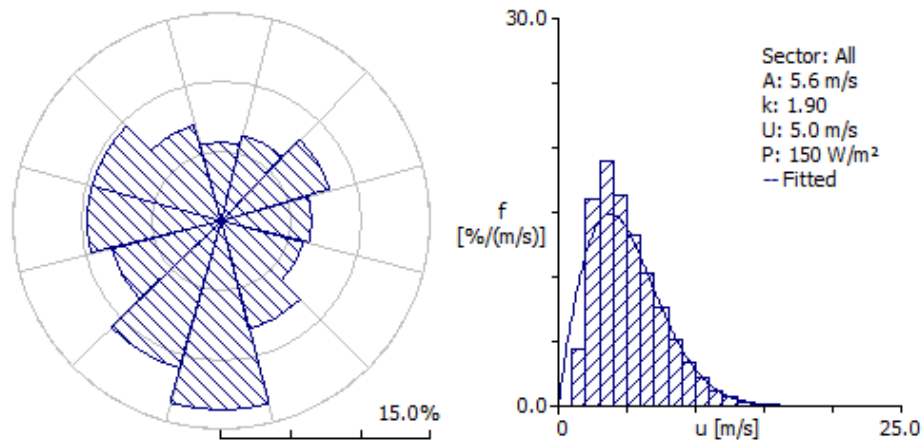 15.0%
30.0
f
[%/(m/s)]
0.0
0
u [m/s]
25.0
Sector: All
A: 5.6 m/s
k: 1.90
U: 5.0 m/s
P: 150 W/m²
Fitted